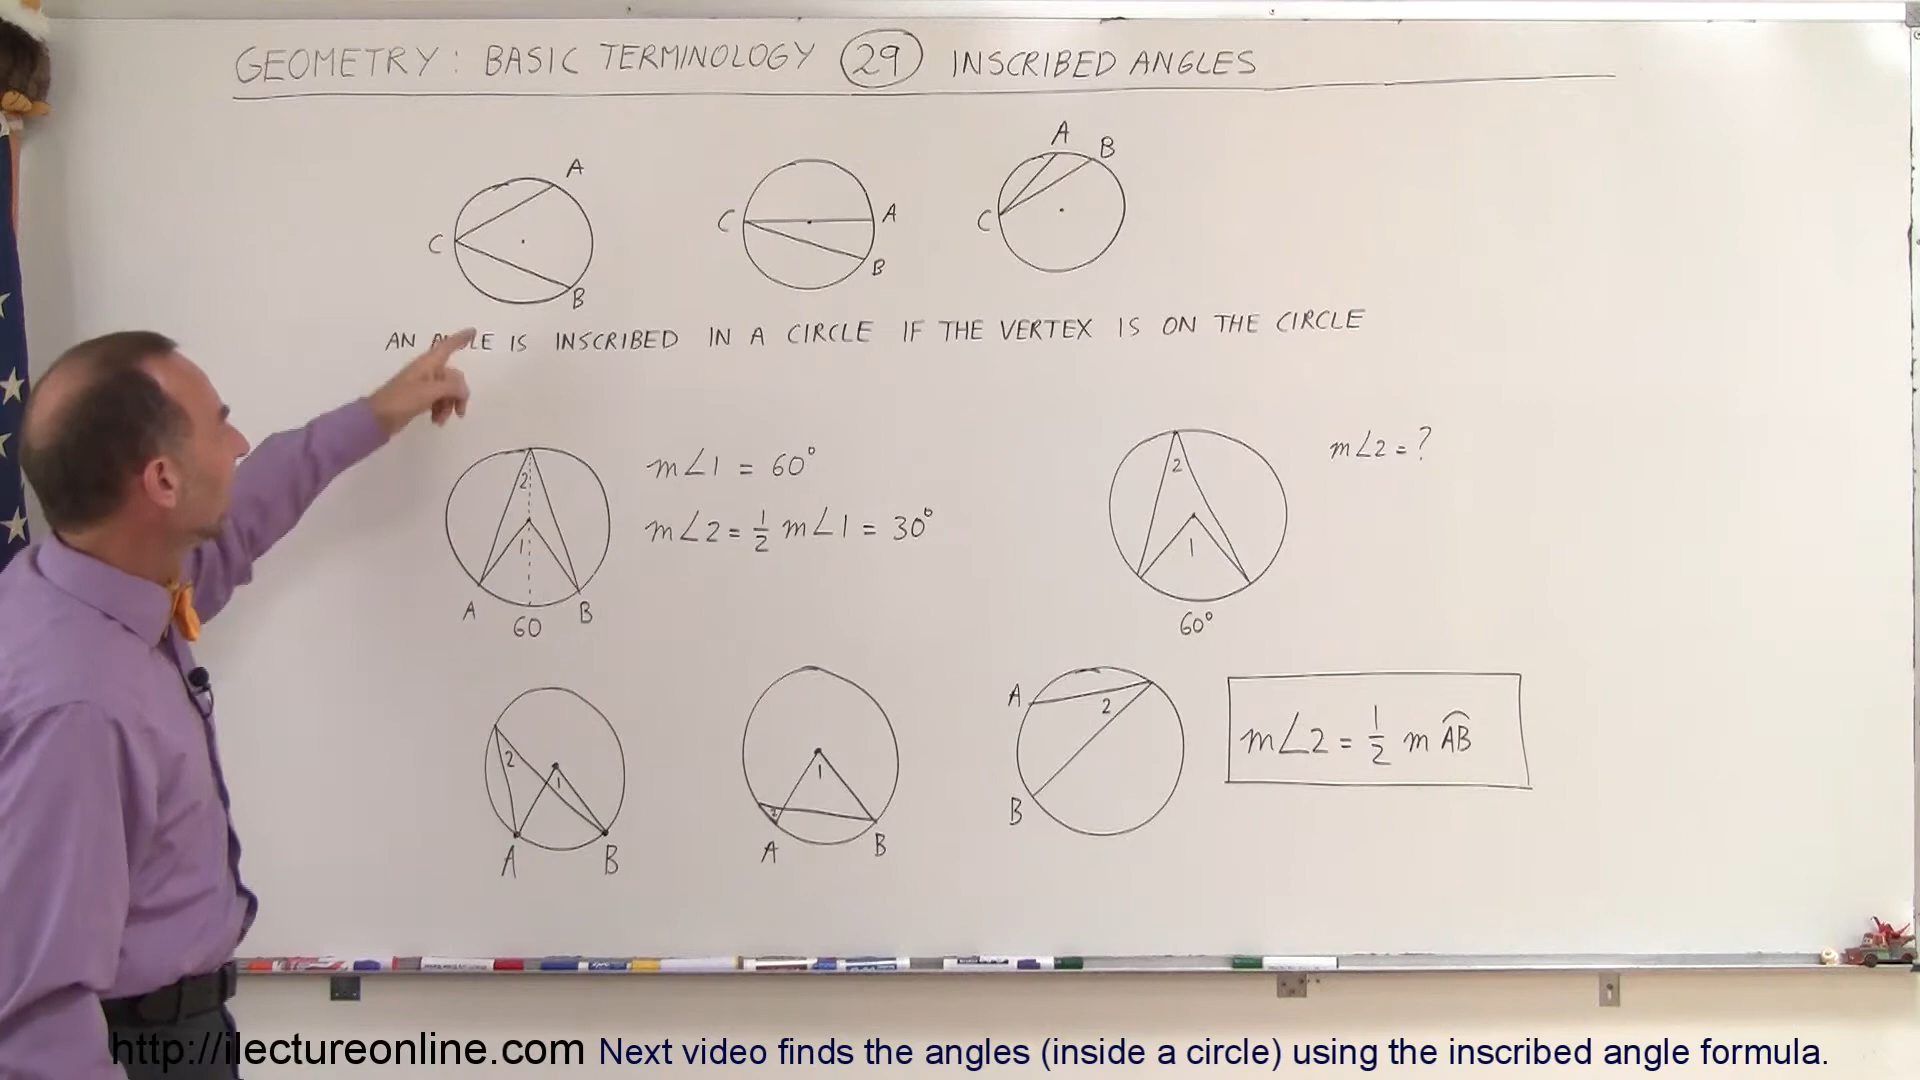 GEOMETRY: BASIC TERMINOLOGY 29 INSCRIBED ANGLES
A
C
B
C
A
B
A
B
C
AN ANGLE IS INSCRIBED IN A CIRCLE IF THE VERTEX IS ON THE CIRCLE
2
1
A
B
60
m∠1 = 60°
m∠2 = 1/2 m∠1 = 30°
2
1
60°
m∠2 = ?
2
1
A
B
1
2
A
B
A
2
B
m∠2 = 1/2 m A͡B
http://ilectureonline.com Next video finds the angles (inside a circle) using the inscribed angle formula.